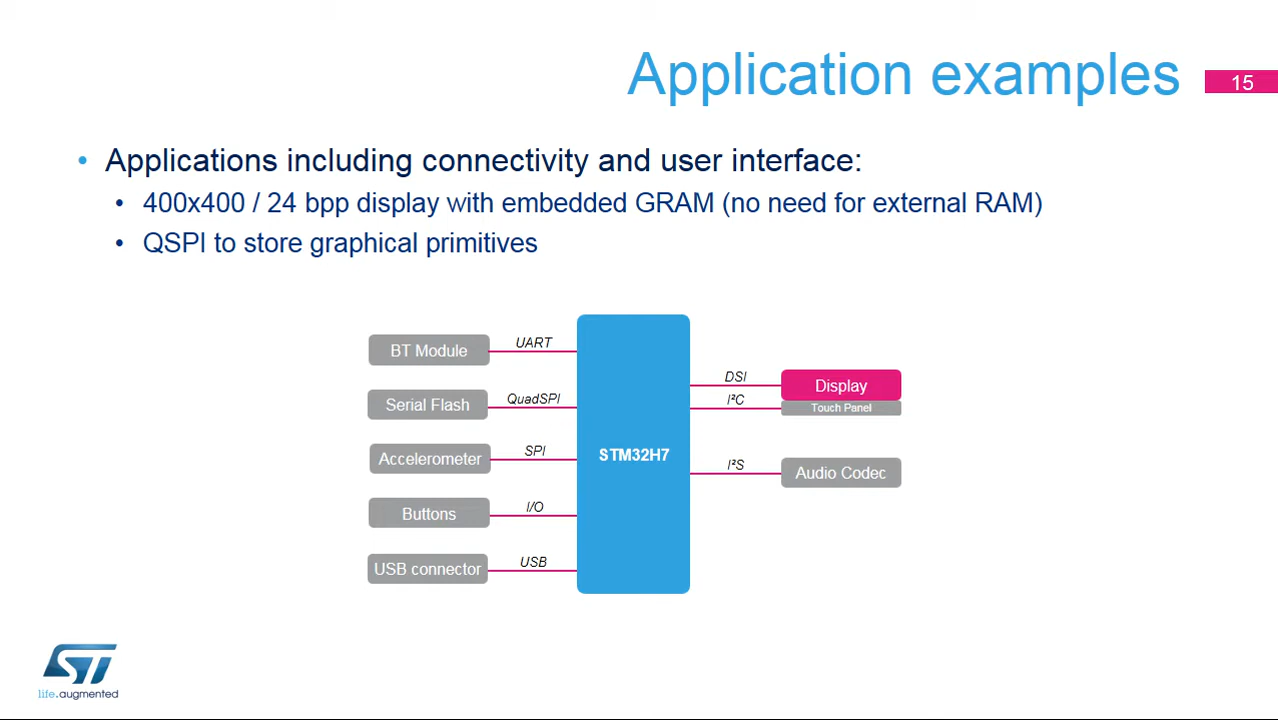 Application examples
15
• Applications including connectivity and user interface:
• 400x400 / 24 bpp display with embedded GRAM (no need for external RAM)
• QSPI to store graphical primitives
BT Module
UART
Serial Flash
QuadSPI
Accelerometer
SPI
Buttons
I/O
USB connector
USB
STM32H7
DSI
Display
I²C
Touch Panel
I²S
Audio Codec
ST
life.augmented